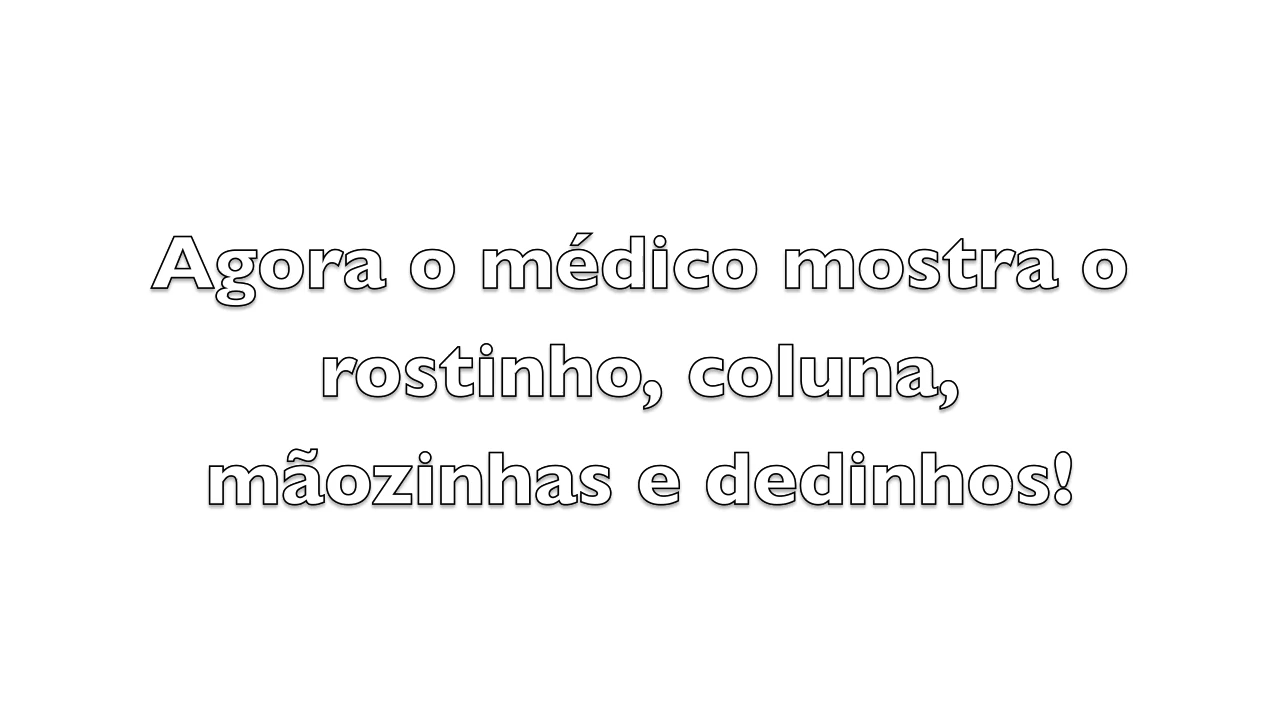 Agora o médico mostra o
rostinho, coluna,
mãozinhas e dedinhos!